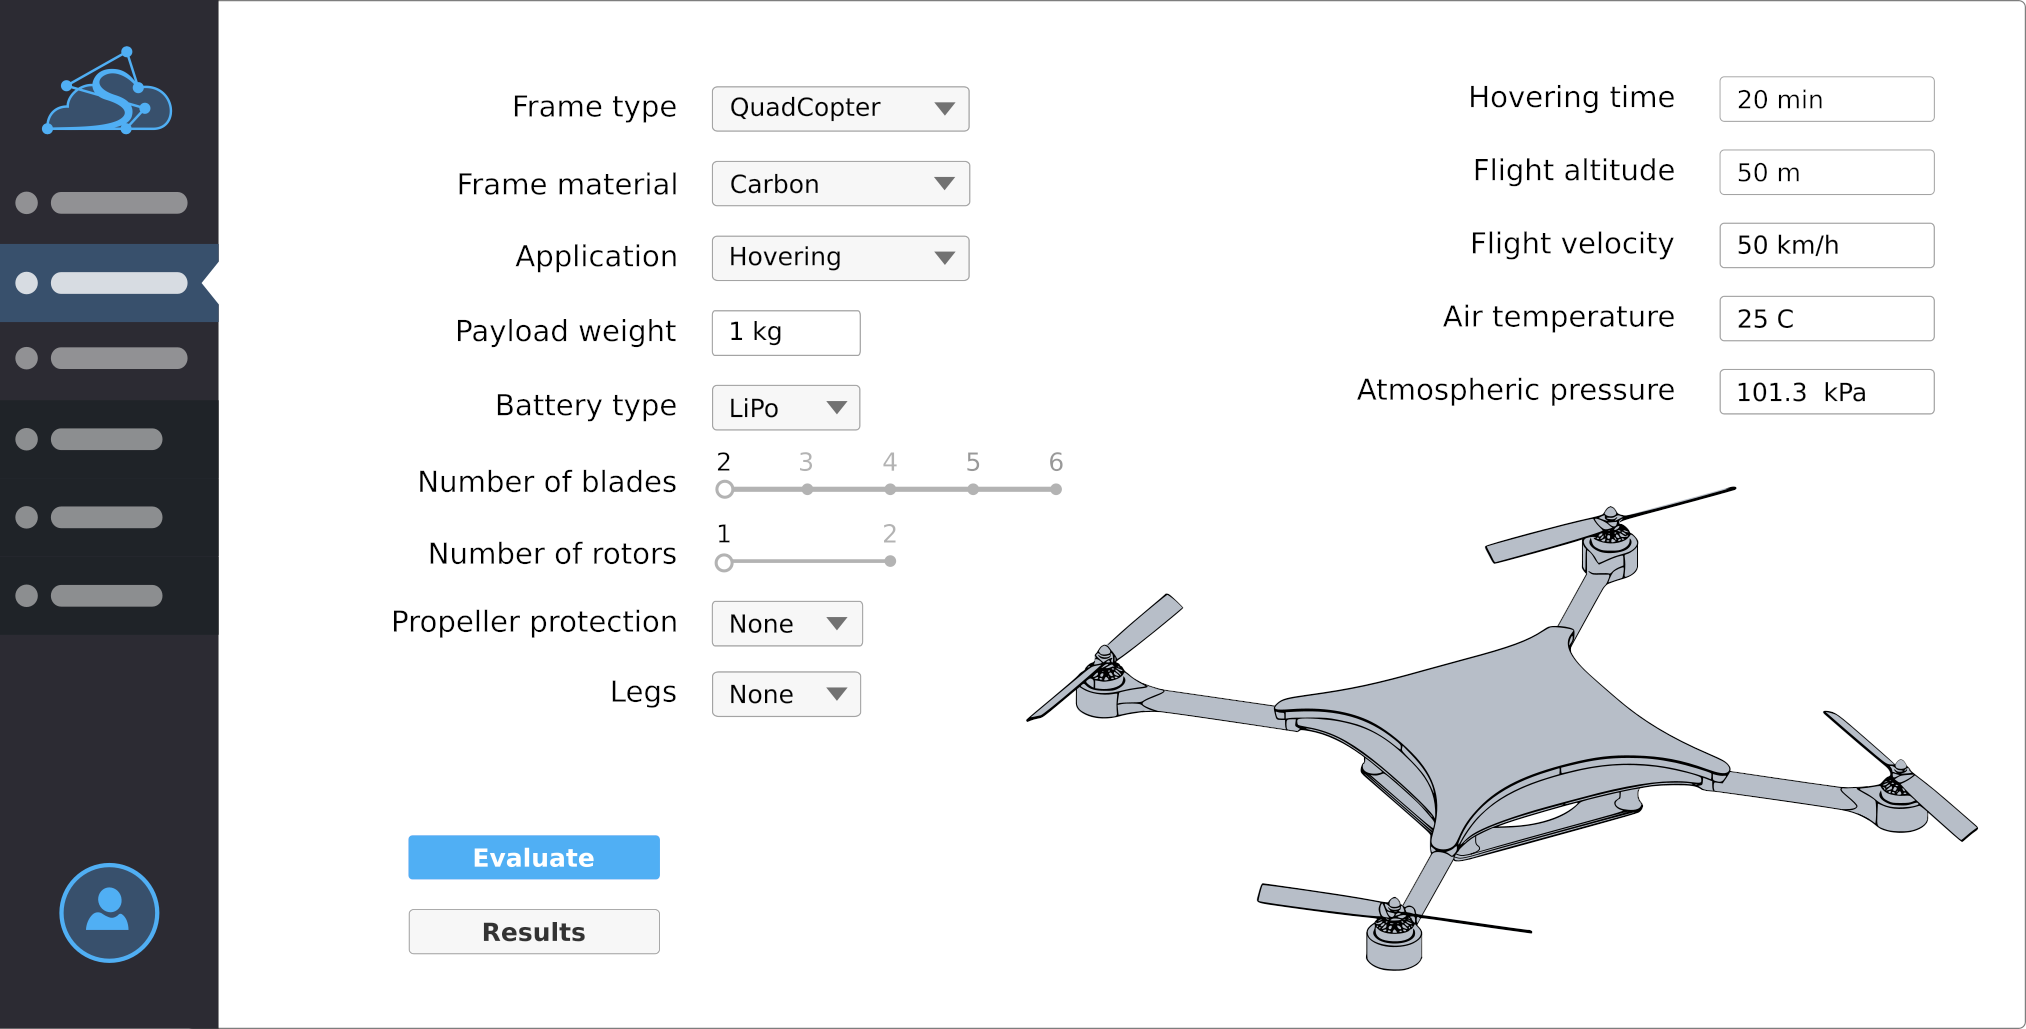 Frame type QuadCopter
Frame material Carbon
Application Hovering
Payload weight 1 kg
Battery type LiPo
2 3 4 5 6
Number of blades
1 2
Number of rotors
Propeller protection None
Legs None
Evaluate
Results
Hovering time 20 min
Flight altitude 50 m
Flight velocity 50 km/h
Air temperature 25 C
Atmospheric pressure 101.3 kPa